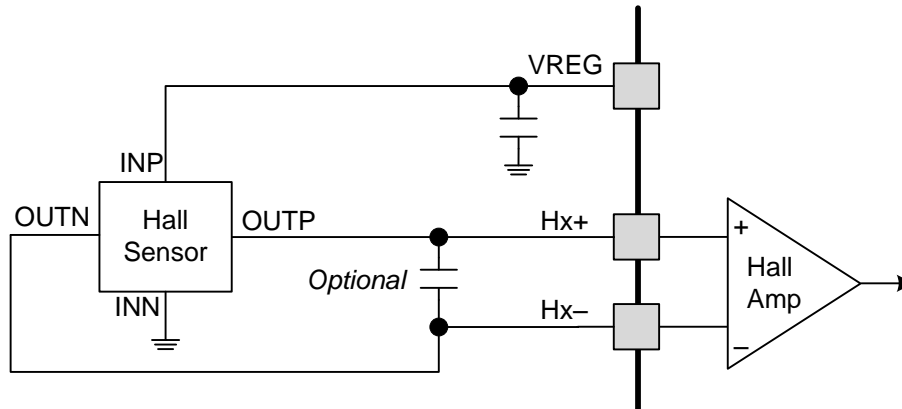 VREG
INP
OUTN
Hall
Sensor
OUTP
INN
Optional
Hx+
Hx–
+
Hall
Amp
–